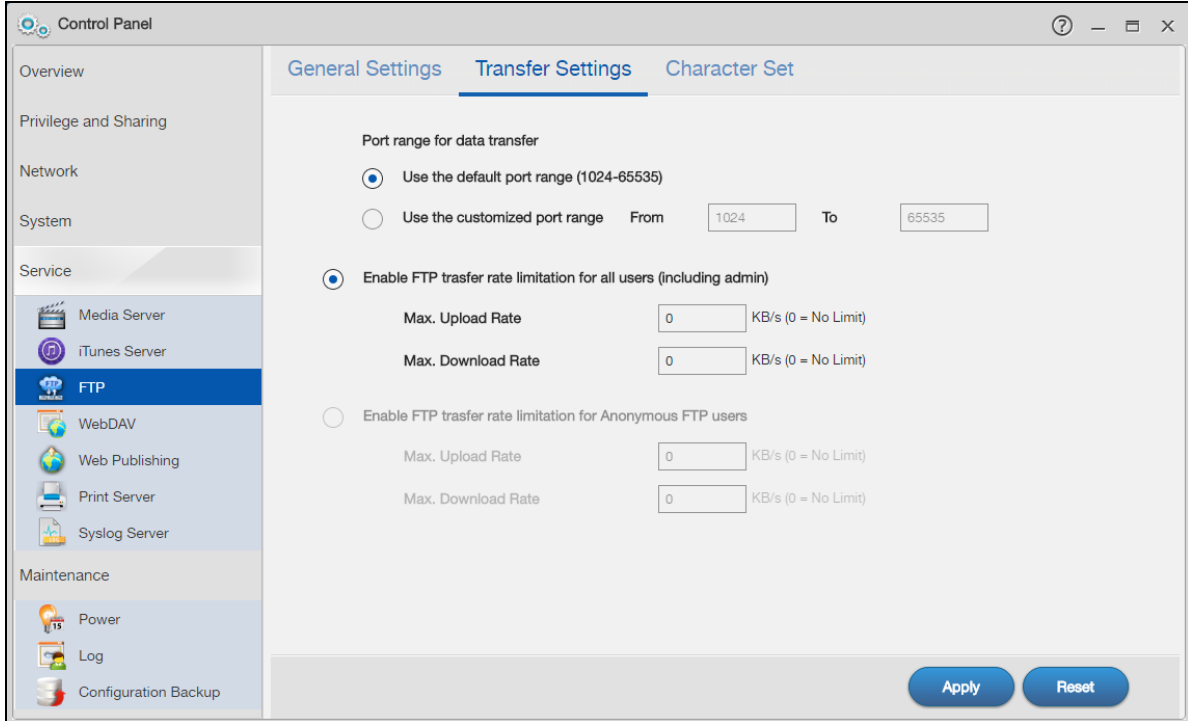 Control Panel
Overview
Privilege and Sharing
Network
System
Service
Media Server
iTunes Server
FTP
WebDAV
Web Publishing
Print Server
Syslog Server
Maintenance
Power
Log
Configuration Backup
General Settings Transfer Settings Character Set
Port range for data transfer
Use the default port range (1024-65535)
Use the customized port range From 1024 To 65535
Enable FTP trasfer rate limitation for all users (including admin)
Max. Upload Rate 0 KB/s (0 = No Limit)
Max. Download Rate 0 KB/s (0 = No Limit)
Enable FTP trasfer rate limitation for Anonymous FTP users
Max. Upload Rate 0 KB/s (0 = No Limit)
Max. Download Rate 0 KB/s (0 = No Limit)
Apply Reset